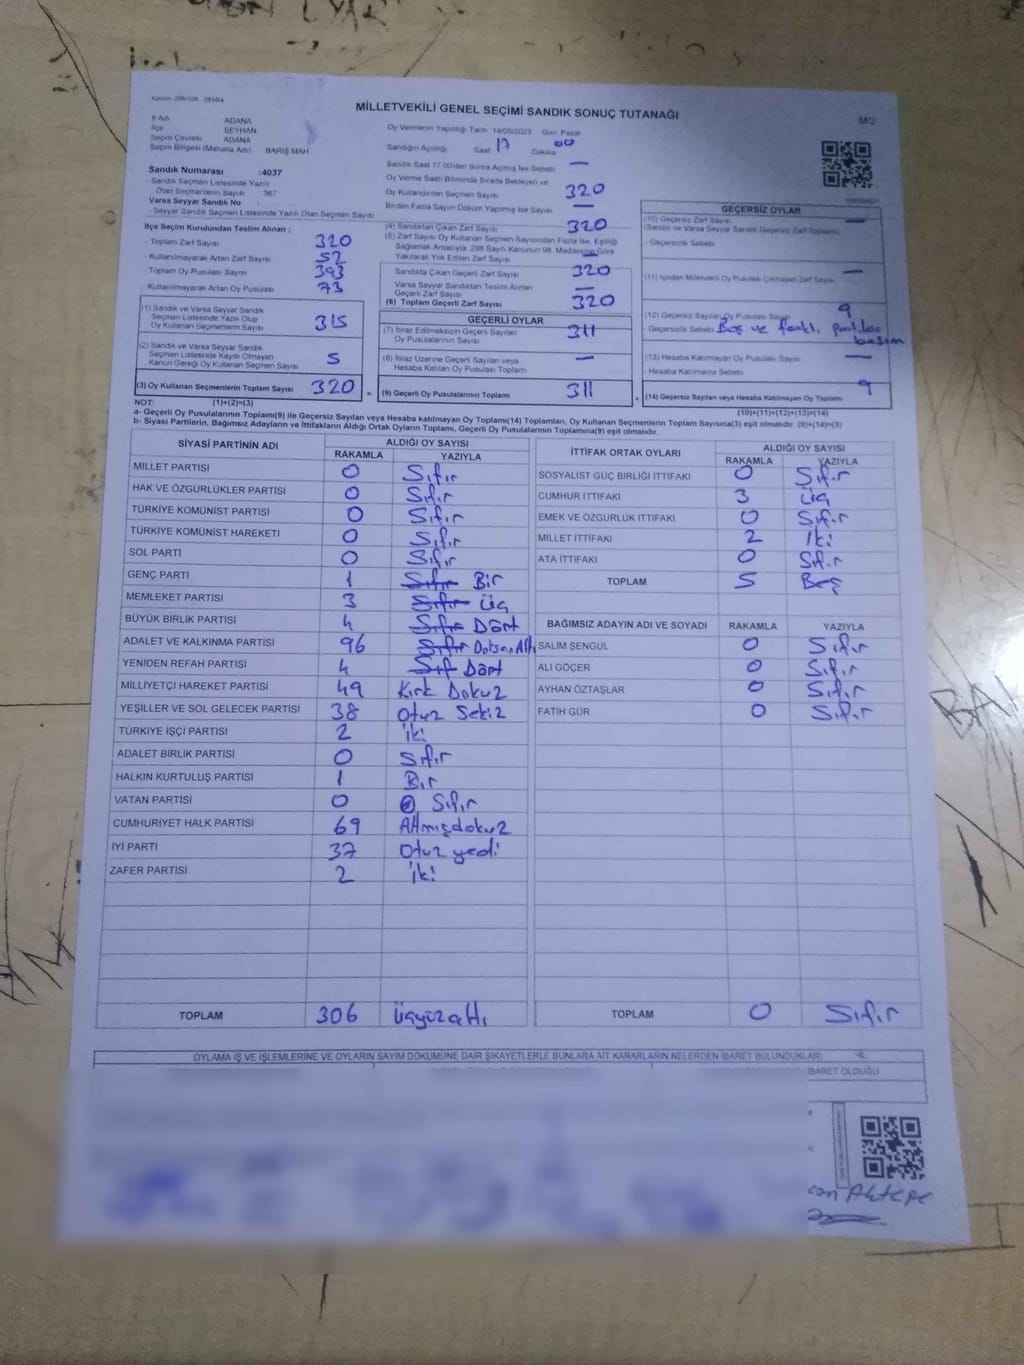 Kanun: 298/105 2839/4
MİLLETVEKİLİ GENEL SEÇİMİ SANDIK SONUÇ TUTANAĞI
M/2
İl Adı ADANA
İlçe SEYHAN
Seçim Çevresi ADANA
Seçim Bölgesi (Mahalle Adı) BARIŞ MAH
Sandık Numarası :4037
- Sandık Seçmen Listesinde Yazılı
Olan Seçmenlerin Sayısı 367
Varsa Seyyar Sandık No
- Seyyar Sandık Seçmen Listesinde Yazılı Olan Seçmen Sayısı
İlçe Seçim Kurulundan Teslim Alınan ;
- Toplam Zarf Sayısı 320
- Kullanılmayarak Artan Zarf Sayısı 52
- Toplam Oy Pusulası Sayısı 393
- Kullanılmayarak Artan Oy Pusulası 73
(1) Sandık ve Varsa Seyyar Sandık
Seçmen Listesinde Yazılı Olup
Oy Kullanan Seçmenlerin Sayısı 315
(2) Sandık ve Varsa Seyyar Sandık
Seçmen Listesinde Kayıtlı Olmayan
Kanun Gereği Oy Kullanan Seçmen Sayısı 5
(3) Oy Kullanan Seçmenlerin Toplam Sayısı 320 =
Oy Vermenin Yapıldığı Tarih 14/05/2023 Gün Pazar
Sandığın Açıldığı Saat 17 Dakika 00
Sandık Saat 17:00'den Sonra Açılmış İse Sebebi —
Oy Verme Saati Bitiminde Sırada Bekleyen ve
Oy Kullandırılan Seçmen Sayısı 320
Birden Fazla Sayım Döküm Yapılmış İse Sayısı —
(4) Sandıktan Çıkan Zarf Sayısı 320
(5) Zarf Sayısı Oy Kullanan Seçmen Sayısından Fazla İse, Eşitliği
Sağlamak Amacıyla, 298 Sayılı Kanunun 98. Maddesine Göre
Yakılarak Yok Edilen Zarf Sayısı —
Sandıkta Çıkan Geçerli Zarf Sayısı 320
Varsa Seyyar Sandıktan Teslim Alınan
Geçerli Zarf Sayısı —
(6) Toplam Geçerli Zarf Sayısı 320
GEÇERLİ OYLAR
(7) İtiraz Edilmeksizin Geçerli Sayılan
Oy Pusulalarının Sayısı 311
(8) İtiraz Üzerine Geçerli Sayılan veya
Hesaba Katılan Oy Pusulası Toplamı —
(9) Geçerli Oy Pusulalarının Toplamı 311 +
GEÇERSİZ OYLAR
(10) Geçersiz Zarf Sayısı —
(Sandık ve Varsa Seyyar Sandık Geçersiz Zarf Toplamı)
- Geçersizlik Sebebi
(11) İçinden Milletvekili Oy Pusulası Çıkmayan Zarf Sayısı —
(12) Geçersiz Sayılan Oy Pusulası Sayısı 9
- Geçersizlik Sebebi Boş ve farklı
basım
(13) Hesaba Katılmayan Oy Pusulası Sayısı —
- Hesaba Katılmama Sebebi
(14) Geçersiz Sayılan veya Hesaba Katılmayan Oy Toplamı 9
NOT: (1)+(2)=(3)
(10)+(11)+(12)+(13)=(14)
a- Geçerli Oy Pusulalarının Toplamı(9) ile Geçersiz Sayılan veya Hesaba katılmayan Oy Toplamı(14) Toplamları, Oy Kullanan Seçmenlerin Toplam Sayısına(3) eşit olmalıdır. (9)+(14)=(3)
b- Siyasi Partilerin, Bağımsız Adayların ve İttifakların Aldığı Ortak Oyların Toplamı, Geçerli Oy Pusulalarının Toplamına(9) eşit olmalıdır.
SİYASİ PARTİNİN ADI ALDIĞI OY SAYISI
RAKAMLA YAZIYLA
MİLLET PARTİSİ 0 Sıfır
HAK VE ÖZGÜRLÜKLER PARTİSİ 0 Sıfır
TÜRKİYE KOMÜNİST PARTİSİ 0 Sıfır
TÜRKİYE KOMÜNİST HAREKETİ 0 Sıfır
SOL PARTİ 0 Sıfır
GENÇ PARTİ 1 Sıfır Bir
MEMLEKET PARTİSİ 3 Sıfır Üç
BÜYÜK BİRLİK PARTİSİ 4 Sıfır Dört
ADALET VE KALKINMA PARTİSİ 96 Sıfır Doksan Altı
YENİDEN REFAH PARTİSİ 4 Sıf Dört
MİLLİYETÇİ HAREKET PARTİSİ 49 Kırk Dokuz
YEŞİLLER VE SOL GELECEK PARTİSİ 38 Otuz Sekiz
TÜRKİYE İŞÇİ PARTİSİ 2 İki
ADALET BİRLİK PARTİSİ 0 Sıfır
HALKIN KURTULUŞ PARTİSİ 1 Bir
VATAN PARTİSİ 0 Sıfır
CUMHURİYET HALK PARTİSİ 69 Altmışdokuz
İYİ PARTİ 37 Otuz yedi
ZAFER PARTİSİ 2 İki
TOPLAM 306 Üçyüzaltı
İTTİFAK ORTAK OYLARI ALDIĞI OY SAYISI
RAKAMLA YAZIYLA
SOSYALİST GÜÇ BİRLİĞİ İTTİFAKI 0 Sıfır
CUMHUR İTTİFAKI 3 Üç
EMEK VE ÖZGÜRLÜK İTTİFAKI 0 Sıfır
MİLLET İTTİFAKI 2 İki
ATA İTTİFAKI 0 Sıfır
TOPLAM 5 Beş
BAĞIMSIZ ADAYIN ADI VE SOYADI RAKAMLA YAZIYLA
SALİM ŞENGÜL 0 Sıfır
ALİ GÖÇER 0 Sıfır
AYHAN ÖZTAŞLAR 0 Sıfır
FATİH GÜR 0 Sıfır
TOPLAM 0 Sıfır
OYLAMA İŞ VE İŞLEMLERİNE VE OYLARIN SAYIM DÖKÜMÜNE DAİR ŞİKAYETLERLE BUNLARA AİT KARARLARIN NELERDEN İBARET BULUNDUKLARI
İBARET OLDUĞU
can Aktepe
BA